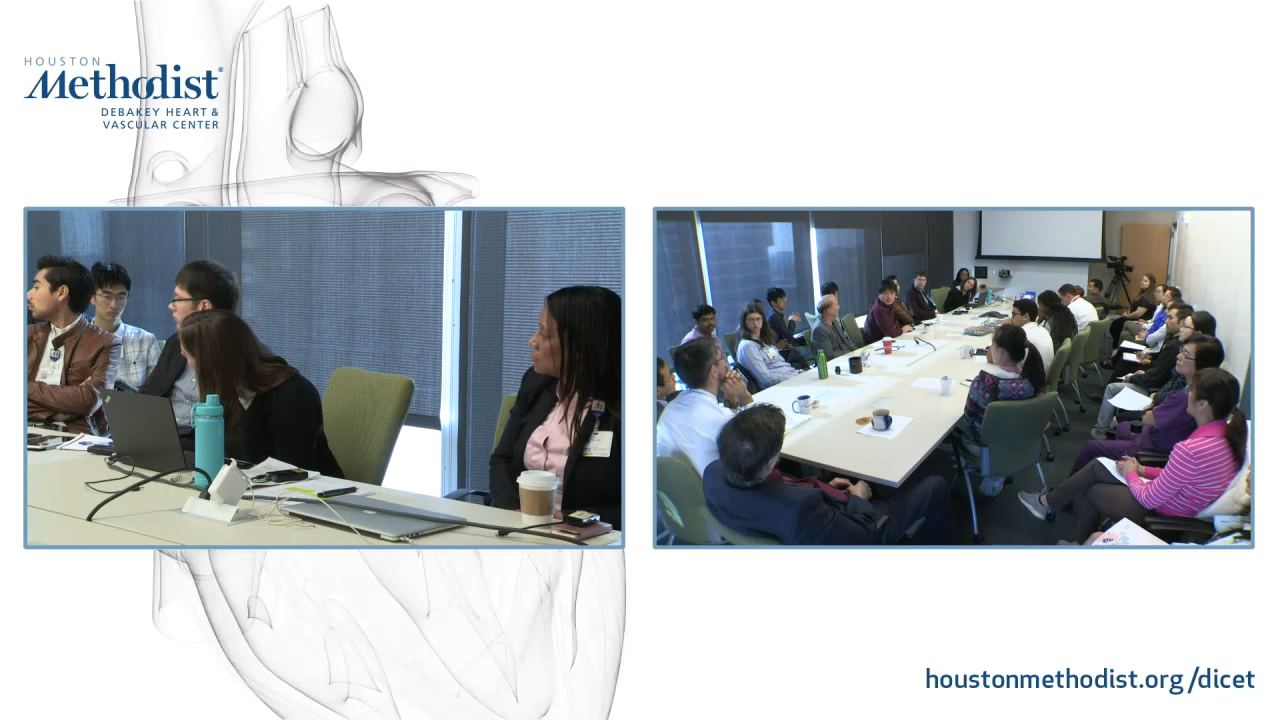 HOUSTON
Methodist®
DEBAKEY HEART &
VASCULAR CENTER
houstonmethodist.org/dicet